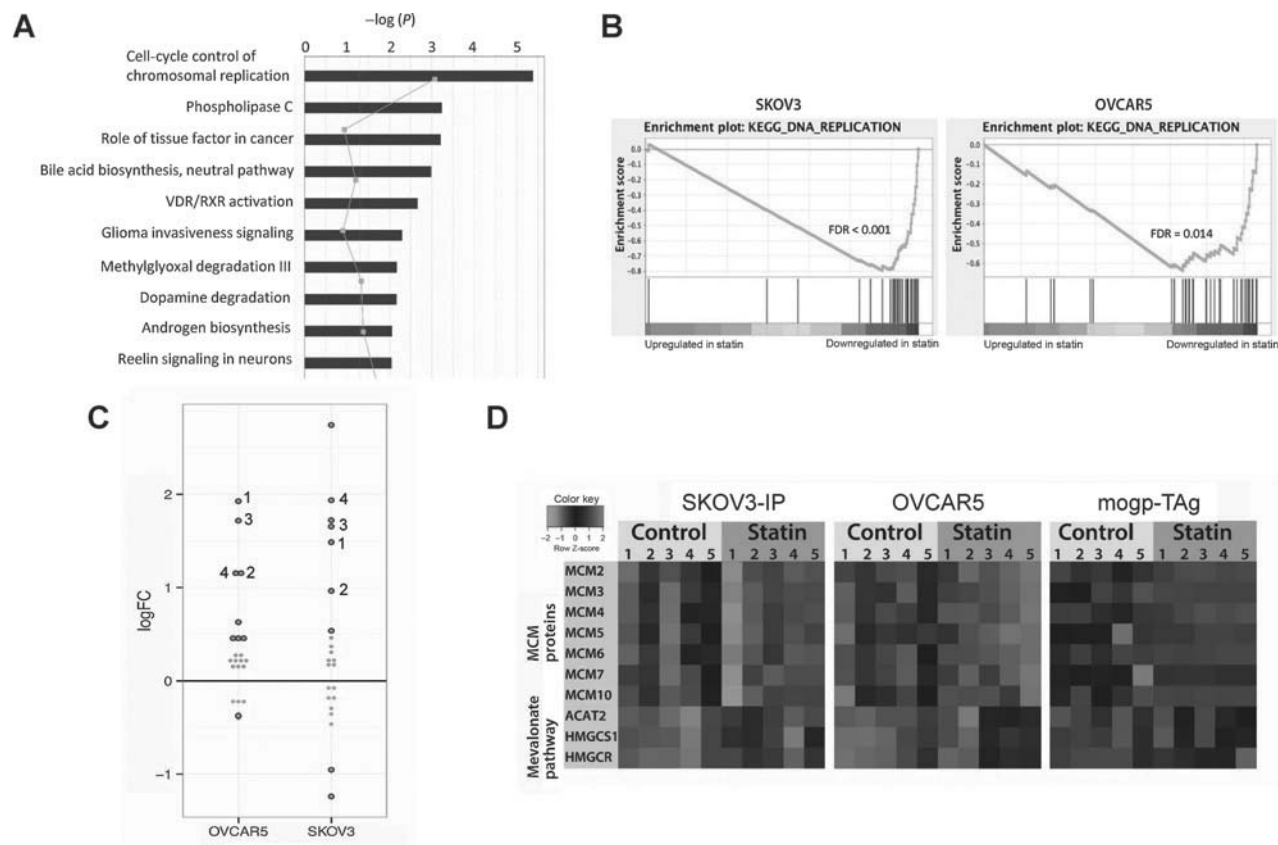 A
−log (P)
0 1 2 3 4 5
Cell-cycle control of
chromosomal replication
Phospholipase C
Role of tissue factor in cancer
Bile acid biosynthesis, neutral pathway
VDR/RXR activation
Glioma invasiveness signaling
Methylglyoxal degradation III
Dopamine degradation
Androgen biosynthesis
Reelin signaling in neurons
B
SKOV3
Enrichment plot: KEGG_DNA_REPLICATION
Enrichment score
0.0
−0.1
−0.2
−0.3
−0.4
−0.5
−0.6
−0.7
−0.8
FDR < 0.001
Upregulated in statin Downregulated in statin
OVCAR5
Enrichment plot: KEGG_DNA_REPLICATION
Enrichment score
0.0
−0.1
−0.2
−0.3
−0.4
−0.5
−0.6
FDR = 0.014
Upregulated in statin Downregulated in statin
C
logFC
2
1
0
−1
1
3
4 2
4
3
1
2
OVCAR5 SKOV3
D
Color key
−2 −1 0 1 2
Row Z-score
SKOV3-IP OVCAR5 mogp-TAg
Control Statin Control Statin Control Statin
1 2 3 4 5 1 2 3 4 5 1 2 3 4 5 1 2 3 4 5 1 2 3 4 5 1 2 3 4 5
MCM
proteins
MCM2
MCM3
MCM4
MCM5
MCM6
MCM7
MCM10
Mevalonate
pathway
ACAT2
HMGCS1
HMGCR